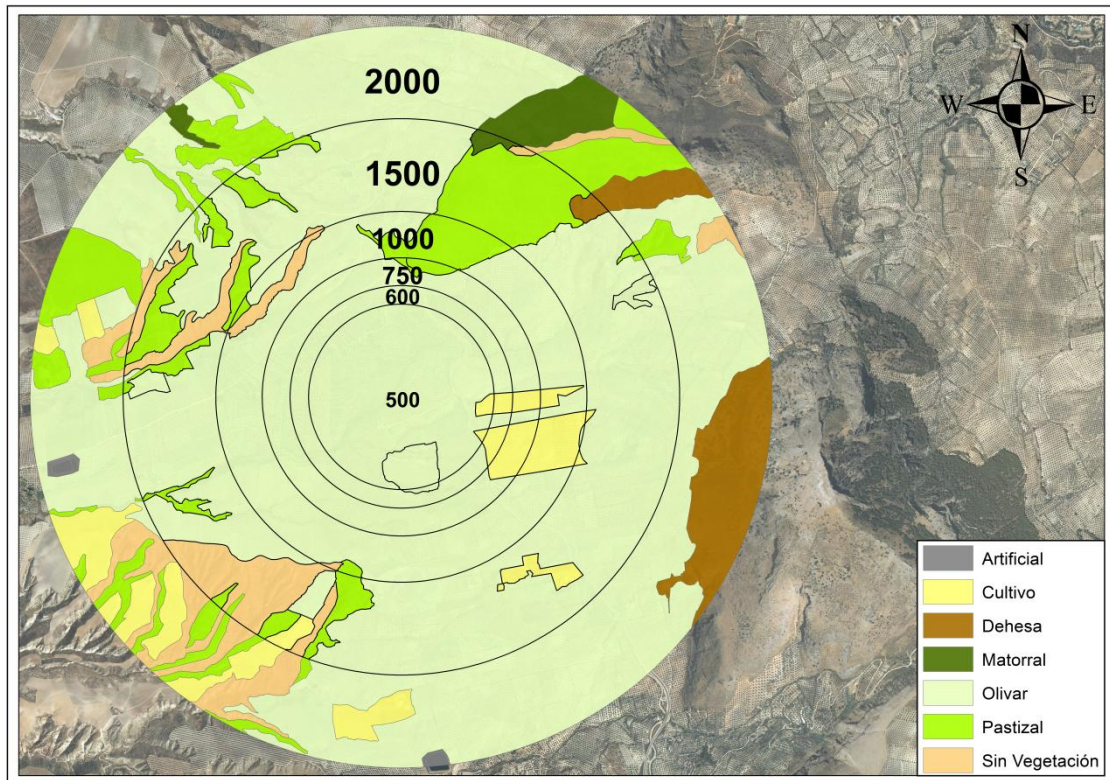 2000
1500
1000
750
600
500
N
W E
S
Artificial
Cultivo
Dehesa
Matorral
Olivar
Pastizal
Sin Vegetación